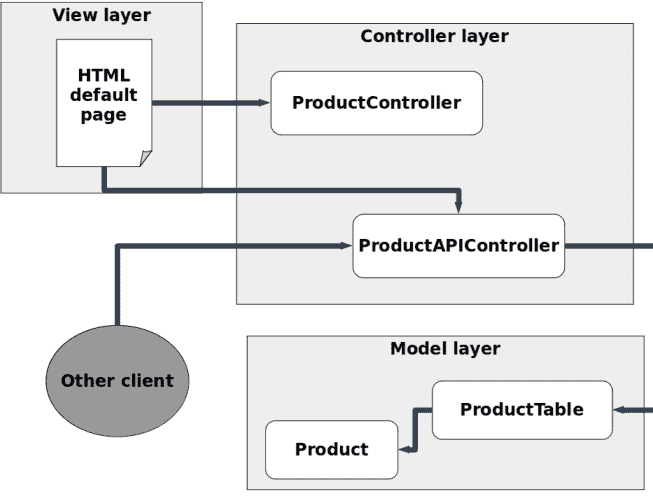 View layer
HTML
default
page
Controller layer
ProductController
ProductAPIController
Other client
Model layer
ProductTable
Product